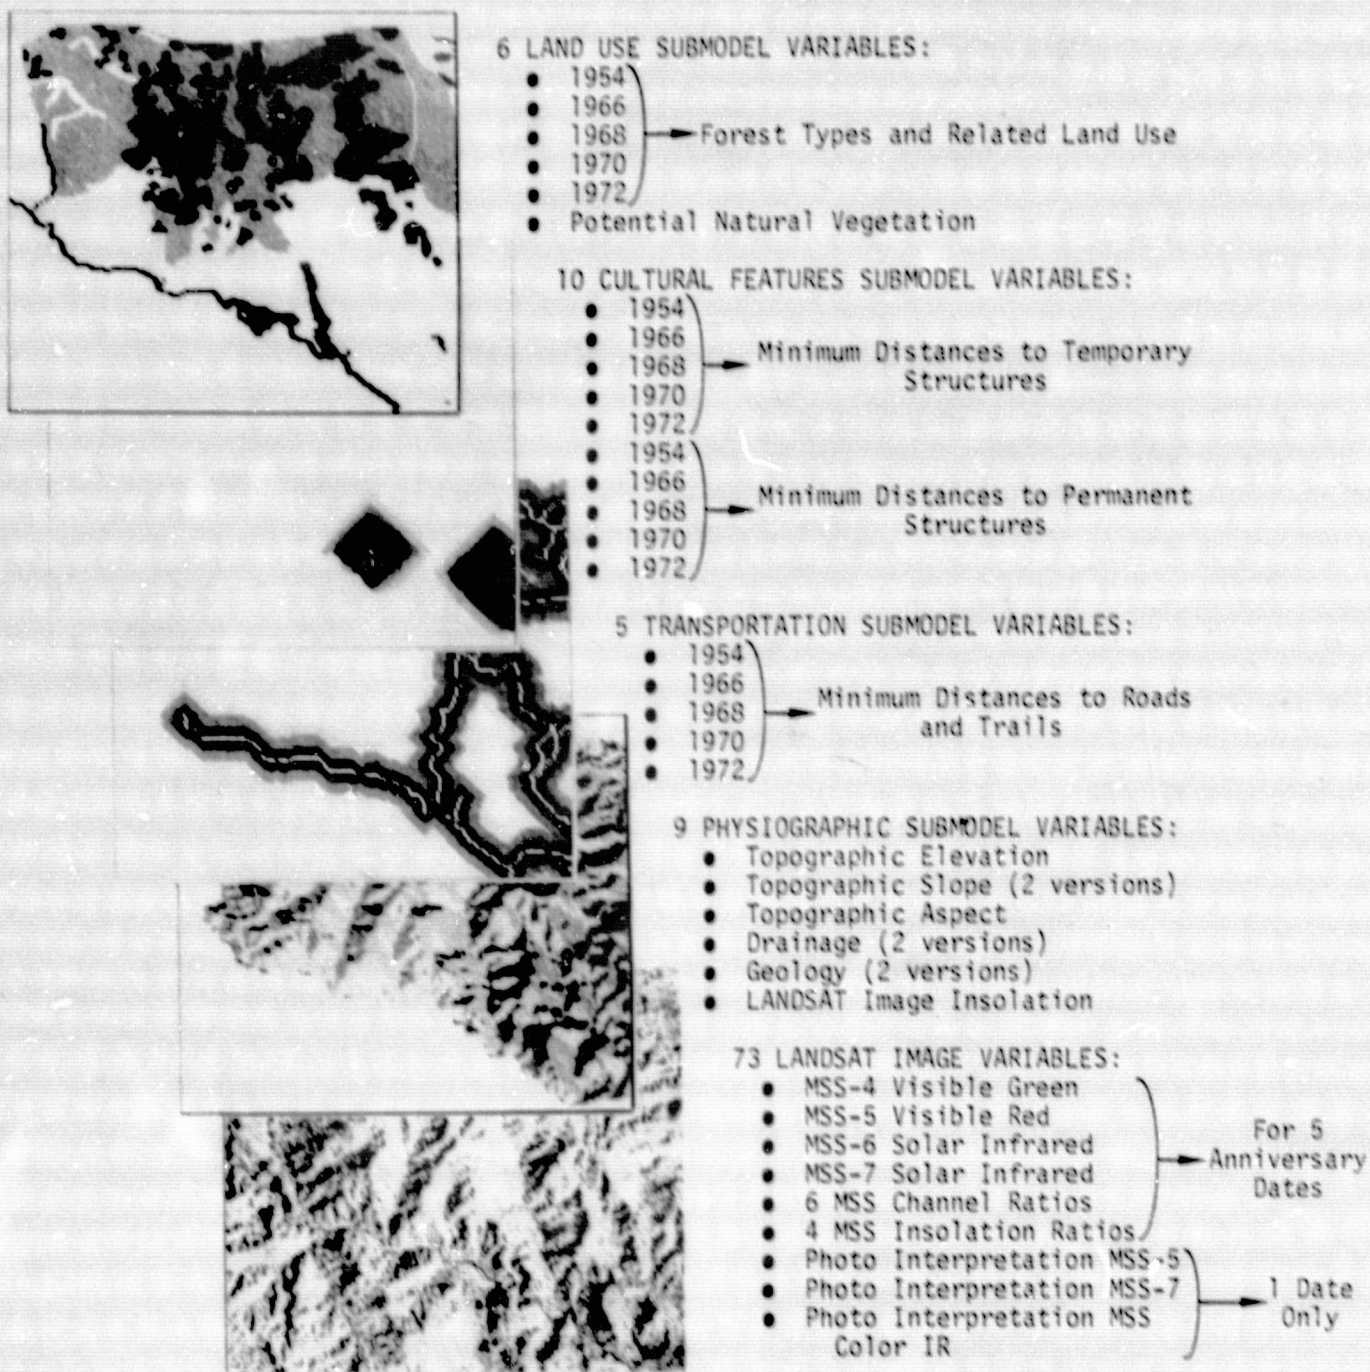 6 LAND USE SUBMODEL VARIABLES:
• 1954
• 1966
• 1968
• 1970
• 1972
Forest Types and Related Land Use
• Potential Natural Vegetation
10 CULTURAL FEATURES SUBMODEL VARIABLES:
• 1954
• 1966
• 1968
• 1970
• 1972
Minimum Distances to Temporary
Structures
• 1954
• 1966
• 1968
• 1970
• 1972
Minimum Distances to Permanent
Structures
5 TRANSPORTATION SUBMODEL VARIABLES:
• 1954
• 1966
• 1968
• 1970
• 1972
Minimum Distances to Roads
and Trails
9 PHYSIOGRAPHIC SUBMODEL VARIABLES:
• Topographic Elevation
• Topographic Slope (2 versions)
• Topographic Aspect
• Drainage (2 versions)
• Geology (2 versions)
• LANDSAT Image Insolation
73 LANDSAT IMAGE VARIABLES:
• MSS-4 Visible Green
• MSS-5 Visible Red
• MSS-6 Solar Infrared
• MSS-7 Solar Infrared
• 6 MSS Channel Ratios
• 4 MSS Insolation Ratios
For 5
Anniversary
Dates
• Photo Interpretation MSS-5
• Photo Interpretation MSS-7
• Photo Interpretation MSS
Color IR
1 Date
Only